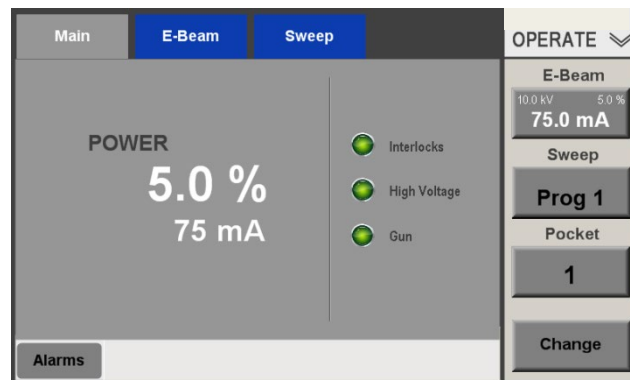 Main
E-Beam
Sweep
POWER
5.0 %
75 mA
Interlocks
High Voltage
Gun
Alarms
OPERATE
E-Beam
10.0 kV 5.0 %
75.0 mA
Sweep
Prog 1
Pocket
1
Change